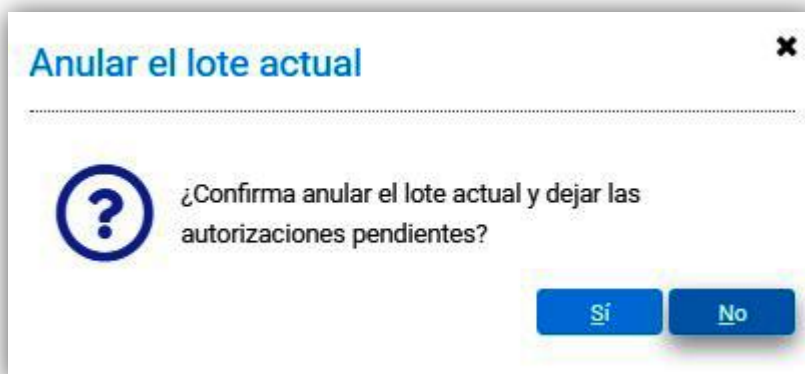 Anular el lote actual
¿Confirma anular el lote actual y dejar las
autorizaciones pendientes?
Sí No